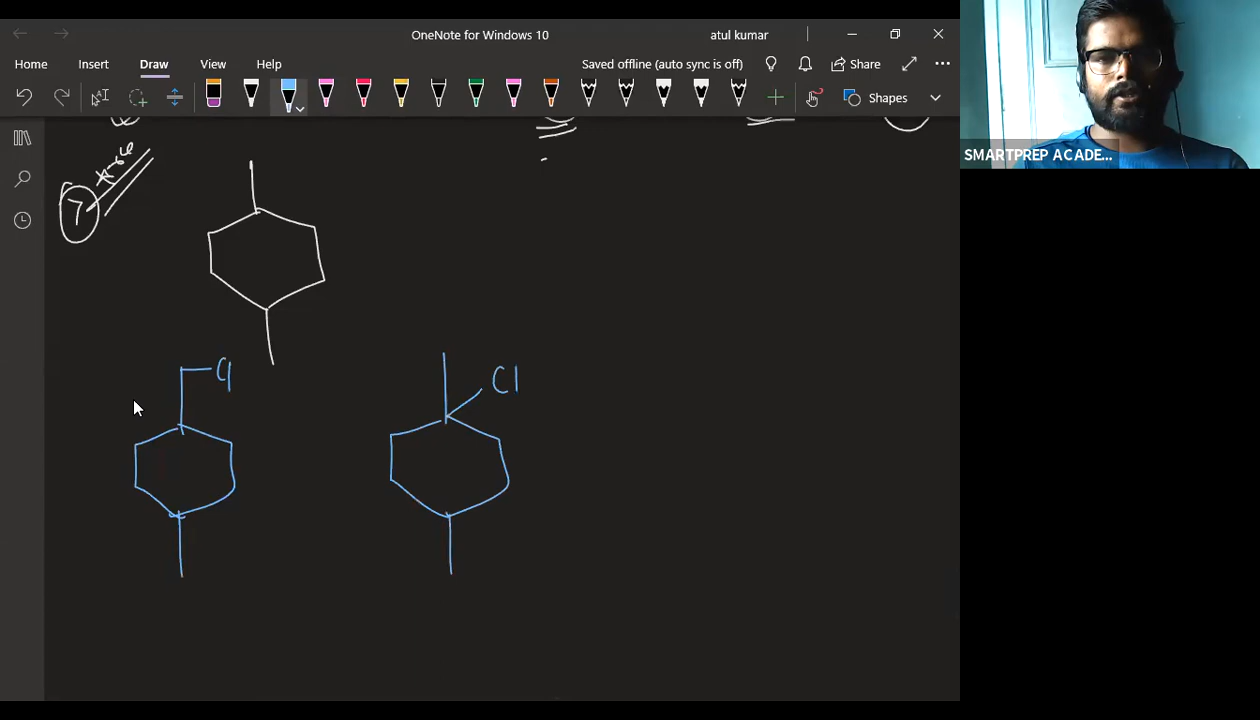 OneNote for Windows 10
atul kumar
Home
Insert
Draw
View
Help
Saved offline (auto sync is off)
Share
Shapes
SMARTPREP ACADE...
7
Cl
Cl